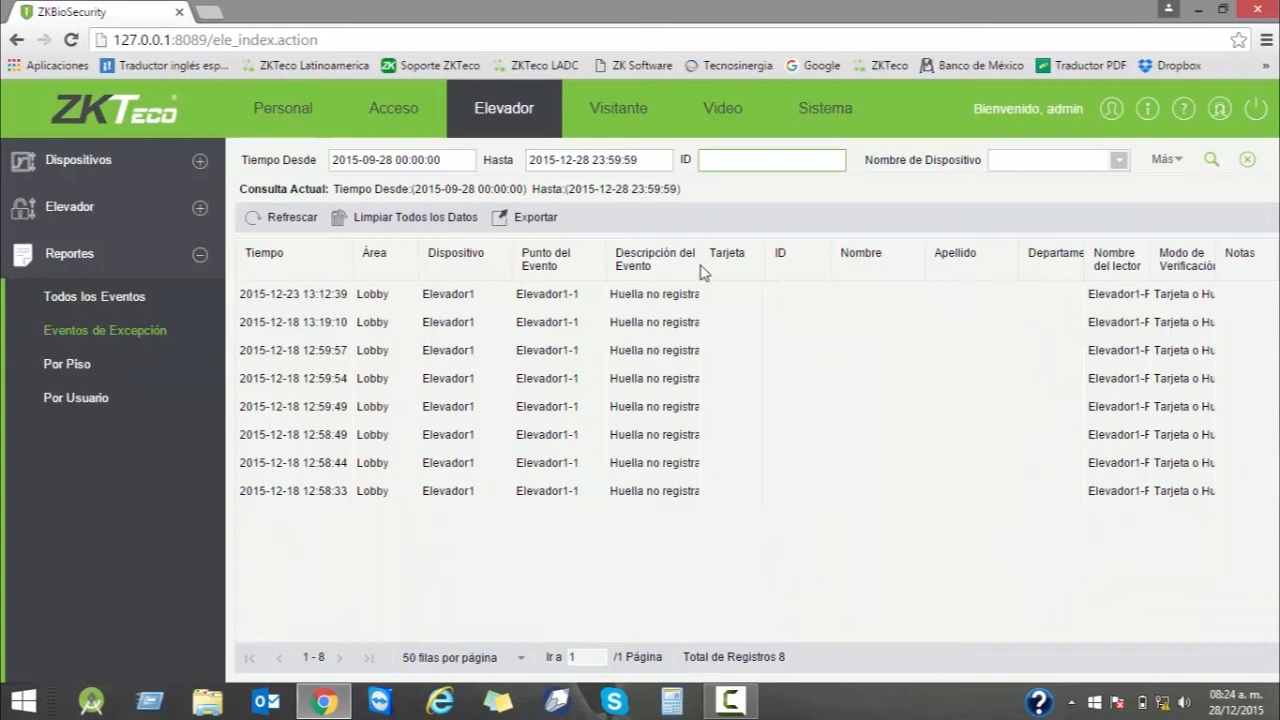 ZKBioSecurity
127.0.0.1:8089/ele_index.action
Aplicaciones Traductor inglés esp... ZKTeco Latinoamerica Soporte ZKTeco ZKTeco LADC ZK Software Tecnosinergia Google ZKTeco Banco de México Traductor PDF Dropbox »
ZKTeco Personal Acceso Elevador Visitante Video Sistema Bienvenido, admin
Dispositivos
Elevador
Reportes
Todos los Eventos
Eventos de Excepción
Por Piso
Por Usuario
Tiempo Desde 2015-09-28 00:00:00 Hasta 2015-12-28 23:59:59 ID Nombre de Dispositivo Más
Consulta Actual: Tiempo Desde:(2015-09-28 00:00:00) Hasta:(2015-12-28 23:59:59)
Refrescar Limpiar Todos los Datos Exportar
Tiempo Área Dispositivo Punto del Evento Descripción del Evento Tarjeta ID Nombre Apellido Departame Nombre del lector Modo de Verificación Notas
2015-12-23 13:12:39 Lobby Elevador1 Elevador1-1 Huella no registra Elevador1-F Tarjeta o Hu
2015-12-18 13:19:10 Lobby Elevador1 Elevador1-1 Huella no registra Elevador1-F Tarjeta o Hu
2015-12-18 12:59:57 Lobby Elevador1 Elevador1-1 Huella no registra Elevador1-F Tarjeta o Hu
2015-12-18 12:59:54 Lobby Elevador1 Elevador1-1 Huella no registra Elevador1-F Tarjeta o Hu
2015-12-18 12:59:49 Lobby Elevador1 Elevador1-1 Huella no registra Elevador1-F Tarjeta o Hu
2015-12-18 12:58:49 Lobby Elevador1 Elevador1-1 Huella no registra Elevador1-F Tarjeta o Hu
2015-12-18 12:58:44 Lobby Elevador1 Elevador1-1 Huella no registra Elevador1-F Tarjeta o Hu
2015-12-18 12:58:33 Lobby Elevador1 Elevador1-1 Huella no registra Elevador1-F Tarjeta o Hu
1 - 8 50 filas por página Ir a 1 /1 Página Total de Registros 8
08:24 a. m.
28/12/2015